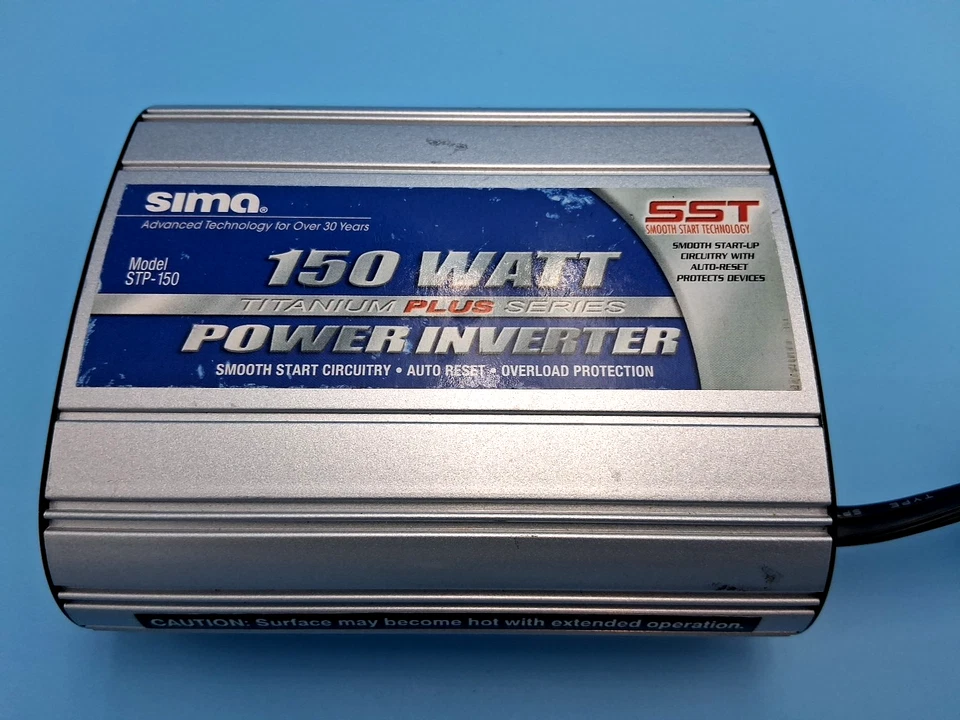 sima®
Advanced Technology for Over 30 Years
Model
STP-150
150 WATT
TITANIUM PLUS SERIES
POWER INVERTER
SMOOTH START CIRCUITRY • AUTO RESET • OVERLOAD PROTECTION
SST
SMOOTH START TECHNOLOGY
SMOOTH START-UP
CIRCUITRY WITH
AUTO-RESET
PROTECTS DEVICES
TYPE
CAUTION: Surface may become hot with extended operation.